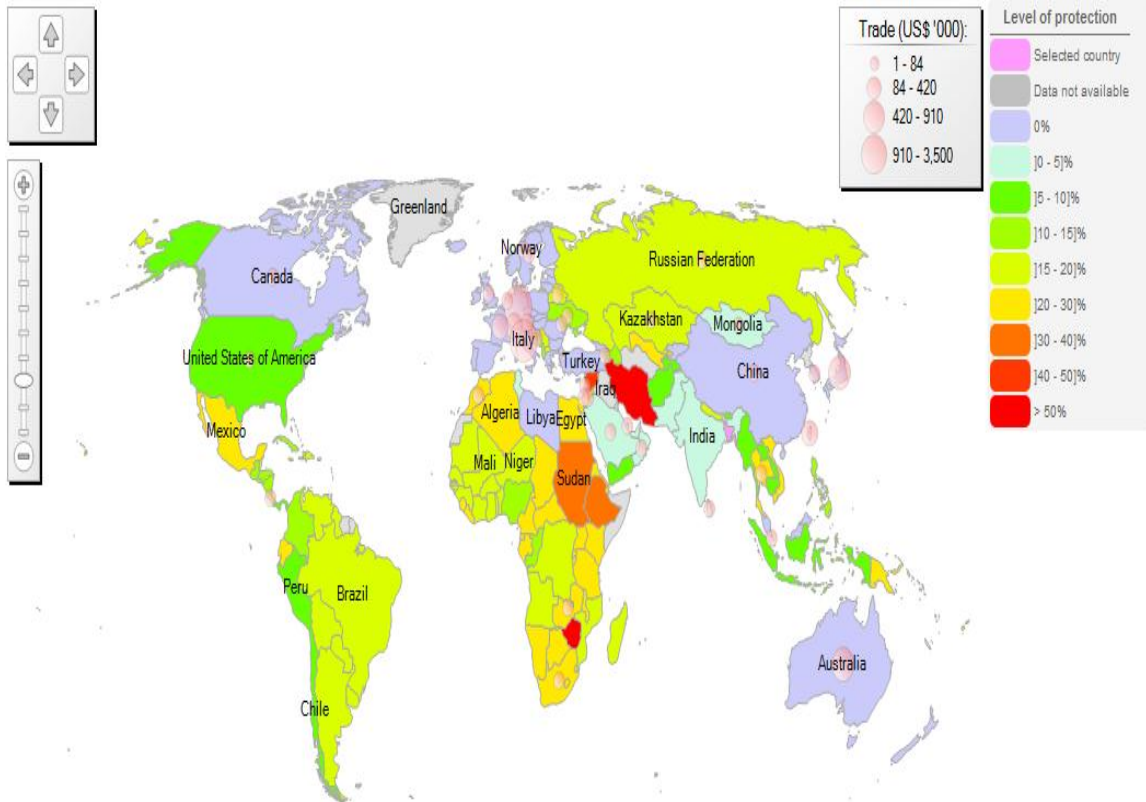 Trade (US$ '000):
1 - 84
84 - 420
420 - 910
910 - 3,500
Level of protection
Selected country
Data not available
0%
]0 - 5]%
]5 - 10]%
]10 - 15]%
]15 - 20]%
]20 - 30]%
]30 - 40]%
]40 - 50]%
> 50%
Greenland
Norway
Russian Federation
Canada
Kazakhstan
Mongolia
Italy
United States of America
Turkey
China
Iraq
Mexico
Algeria
Libya
Egypt
India
Mali
Niger
Sudan
Peru
Brazil
Australia
Chile